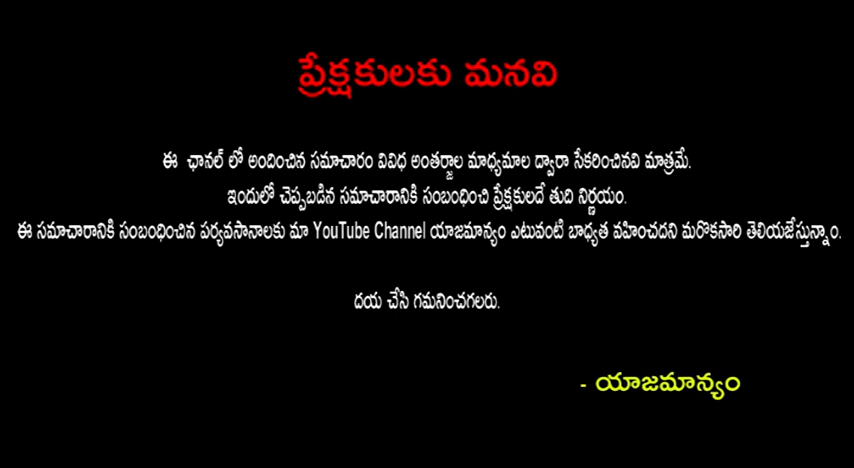 ప్రేక్షకులకు మనవి
ఈ ఛానల్ లో అందించిన సమాచారం వివిధ అంతర్జాల మాధ్యమాల ద్వారా సేకరించినవి మాత్రమే.
ఇందులో చెప్పబడిన సమాచారానికి సంబంధించి ప్రేక్షకులదే తుది నిర్ణయం.
ఈ సమాచారానికి సంబంధించిన పర్యవసానాలకు మా YouTube Channel యాజమాన్యం ఎటువంటి బాధ్యత వహించదని మరొకసారి తెలియజేస్తున్నాం.
దయ చేసి గమనించగలరు.
- యాజమాన్యం